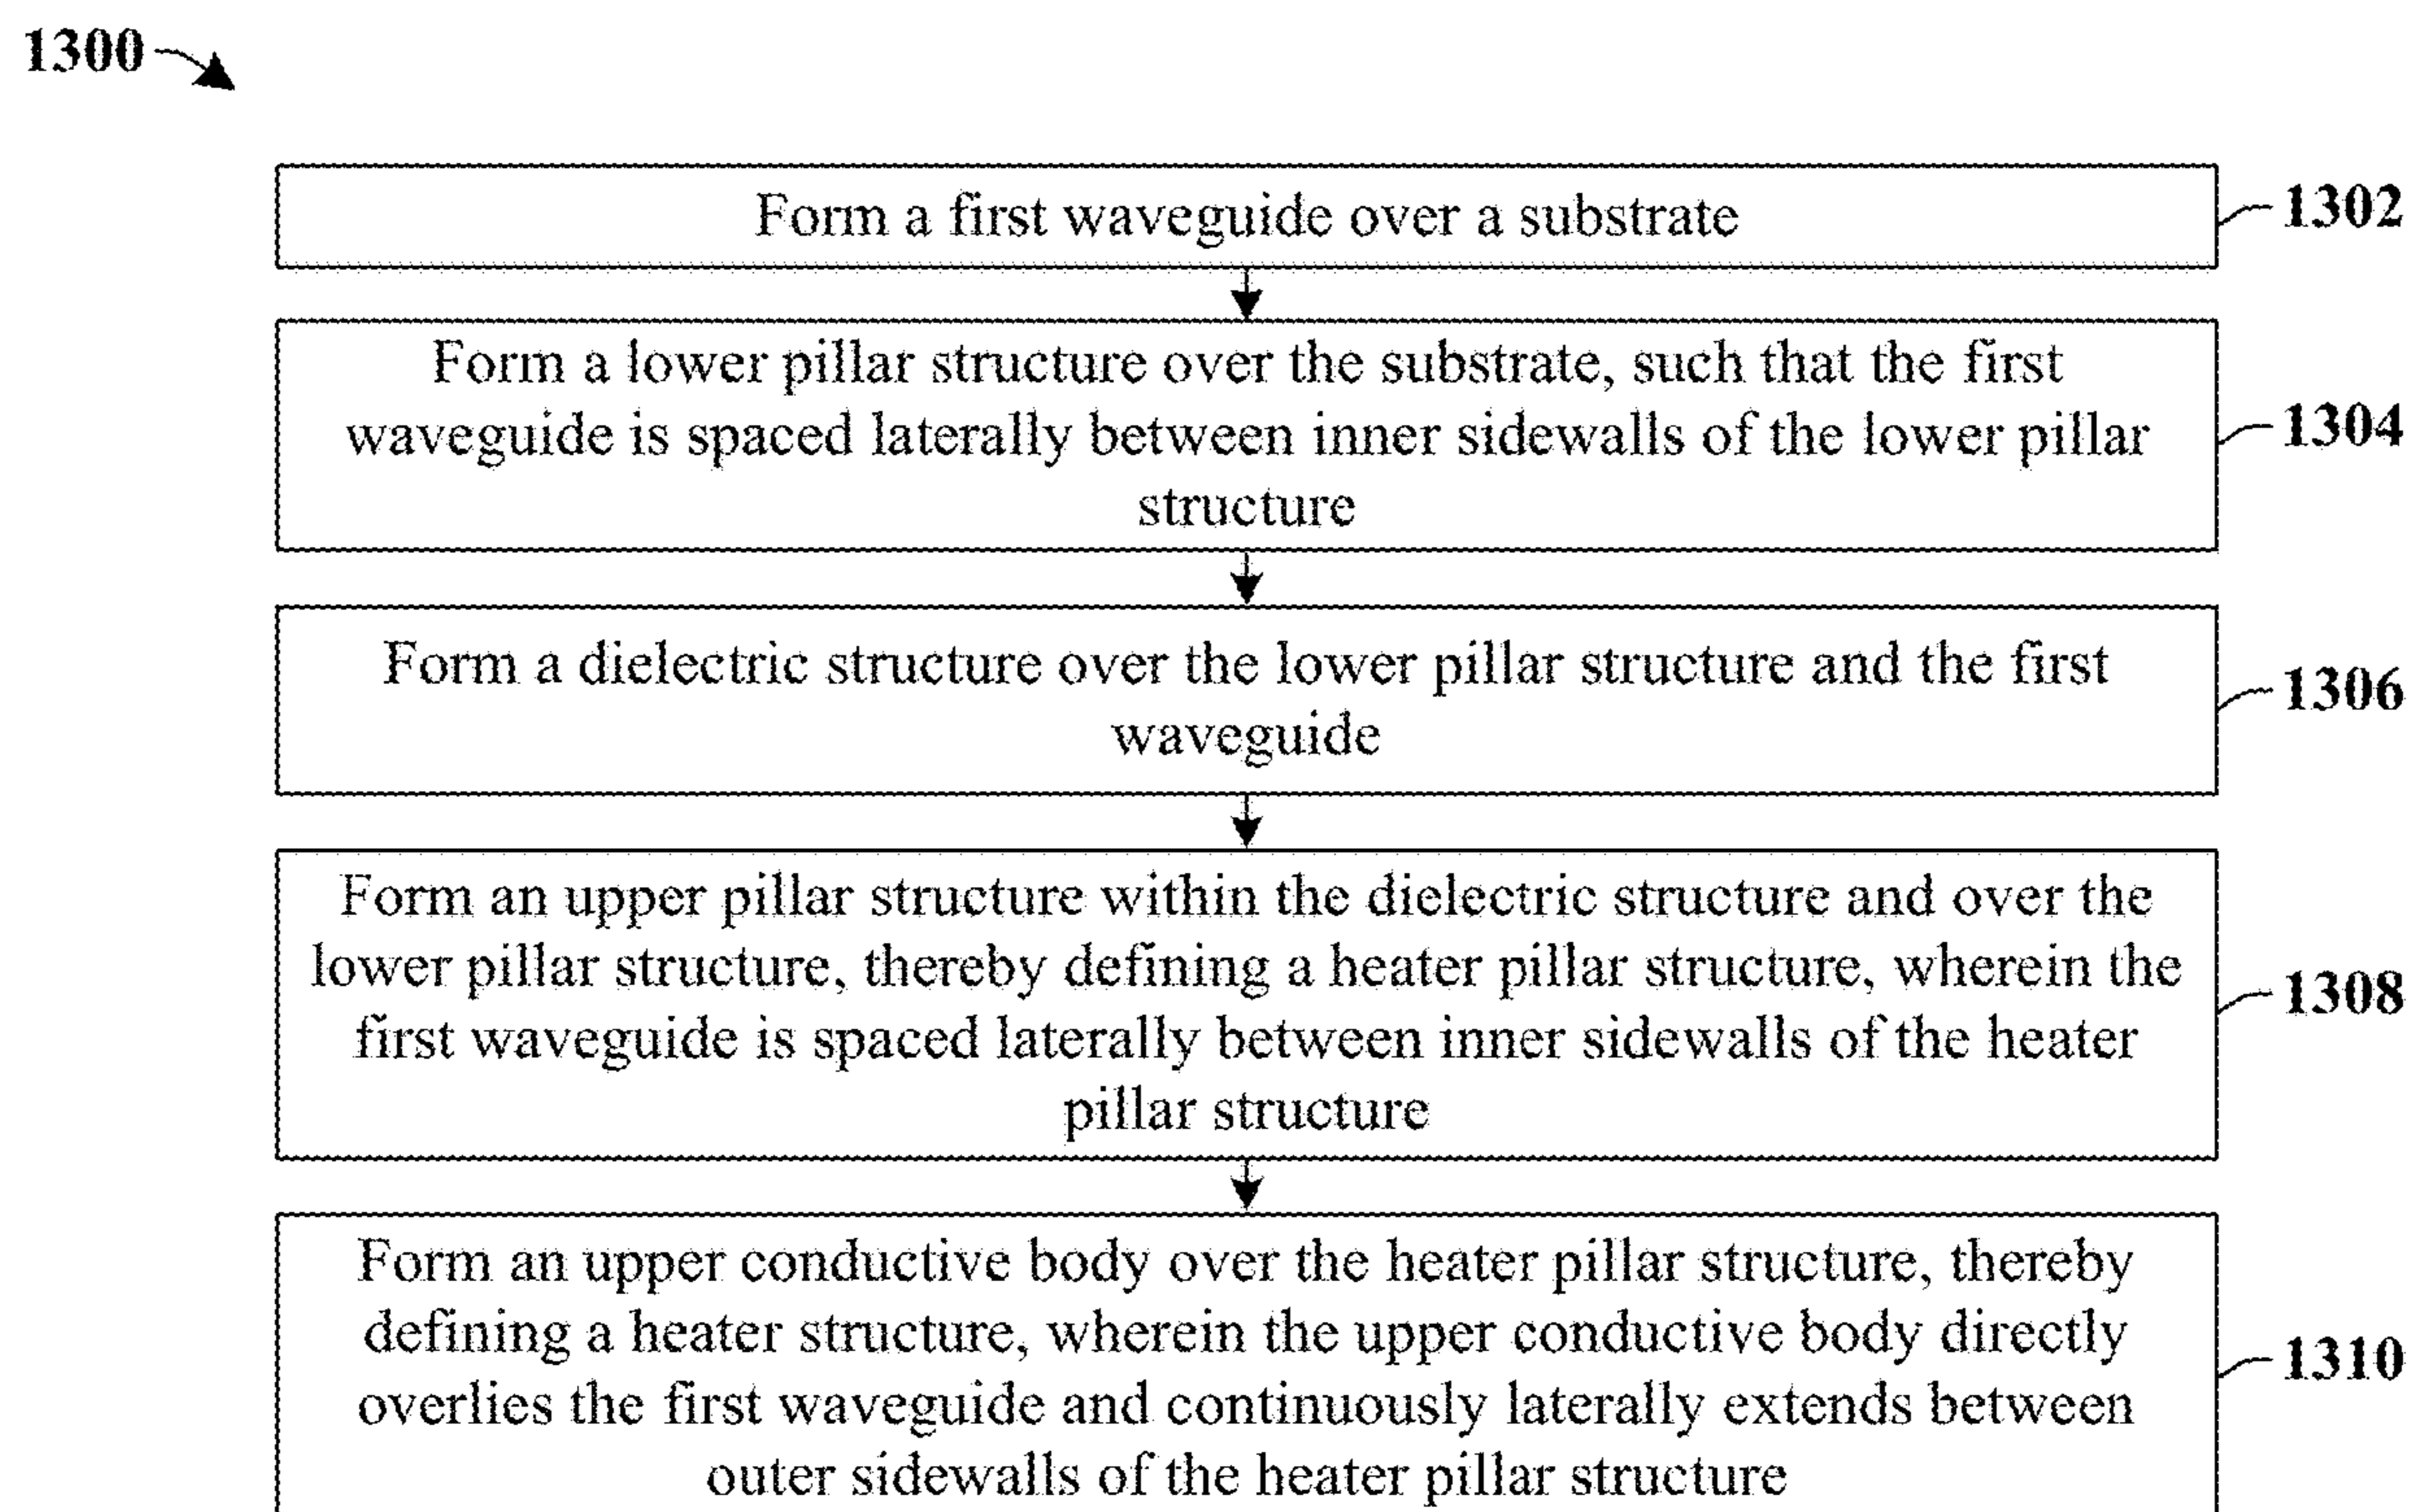 1300
Form a first waveguide over a substrate
1302
Form a lower pillar structure over the substrate, such that the first
waveguide is spaced laterally between inner sidewalls of the lower pillar
structure
1304
Form a dielectric structure over the lower pillar structure and the first
waveguide
1306
Form an upper pillar structure within the dielectric structure and over the
lower pillar structure, thereby defining a heater pillar structure, wherein the
first waveguide is spaced laterally between inner sidewalls of the heater
pillar structure
1308
Form an upper conductive body over the heater pillar structure, thereby
defining a heater structure, wherein the upper conductive body directly
overlies the first waveguide and continuously laterally extends between
outer sidewalls of the heater pillar structure
1310